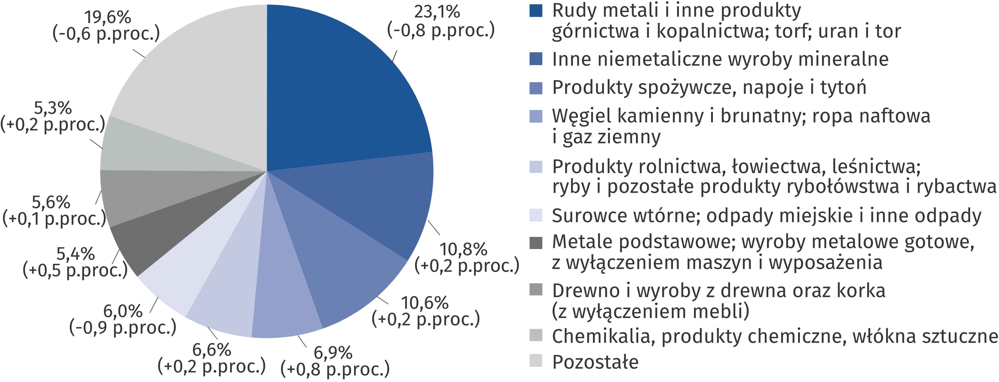 23,1%
(-0,8 p.proc.)
10,8%
(+0,2 p.proc.)
10,6%
(+0,2 p.proc.)
6,9%
(+0,8 p.proc.)
6,6%
(+0,2 p.proc.)
6,0%
(-0,9 p.proc.)
5,4%
(+0,5 p.proc.)
5,6%
(+0,1 p.proc.)
5,3%
(+0,2 p.proc.)
19,6%
(-0,6 p.proc.)
Rudy metali i inne produkty
górnictwa i kopalnictwa; torf; uran i tor
Inne niemetaliczne wyroby mineralne
Produkty spożywcze, napoje i tytoń
Węgiel kamienny i brunatny; ropa naftowa
i gaz ziemny
Produkty rolnictwa, łowiectwa, leśnictwa;
ryby i pozostałe produkty rybołówstwa i rybactwa
Surowce wtórne; odpady miejskie i inne odpady
Metale podstawowe; wyroby metalowe gotowe,
z wyłączeniem maszyn i wyposażenia
Drewno i wyroby z drewna oraz korka
(z wyłączeniem mebli)
Chemikalia, produkty chemiczne, włókna sztuczne
Pozostałe